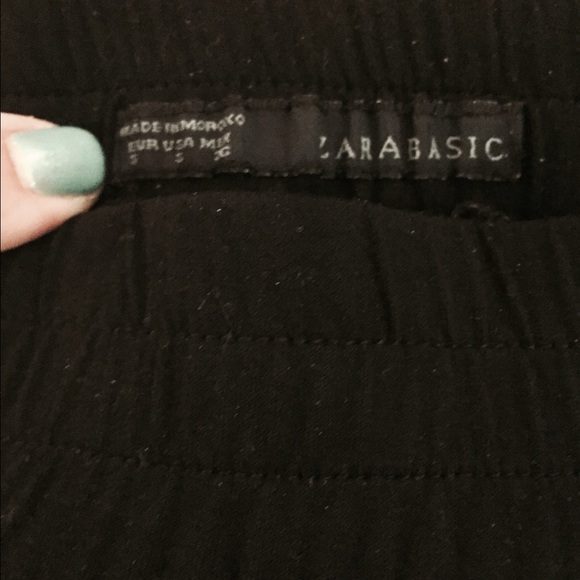 MADE IN MOROCCO
EUR USA MEX
S S
ZARABASIC